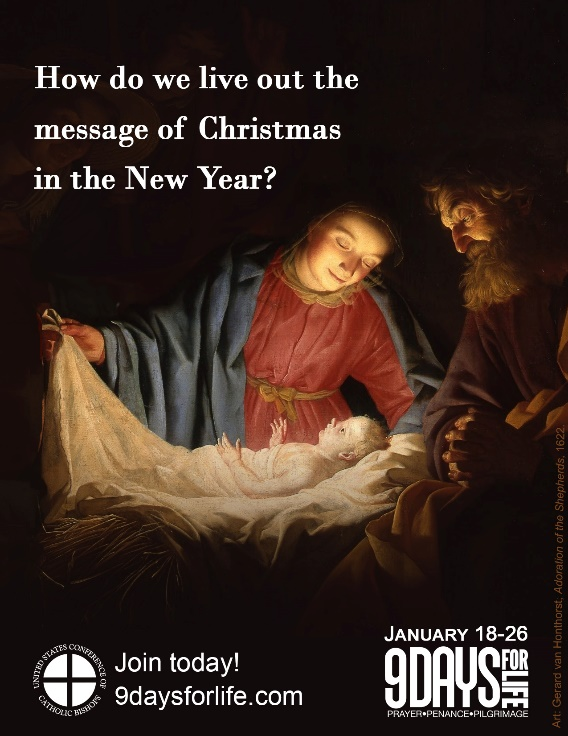 How do we live out the
message of Christmas
in the New Year?
UNITED STATES CONFERENCE OF
CATHOLIC BISHOPS
Join today!
9daysforlife.com
JANUARY 18-26
9DAYS FOR LIFE
PRAYER•PENANCE•PILGRIMAGE
Art: Gerard van Honthorst, Adoration of the Shepherds, 1622.